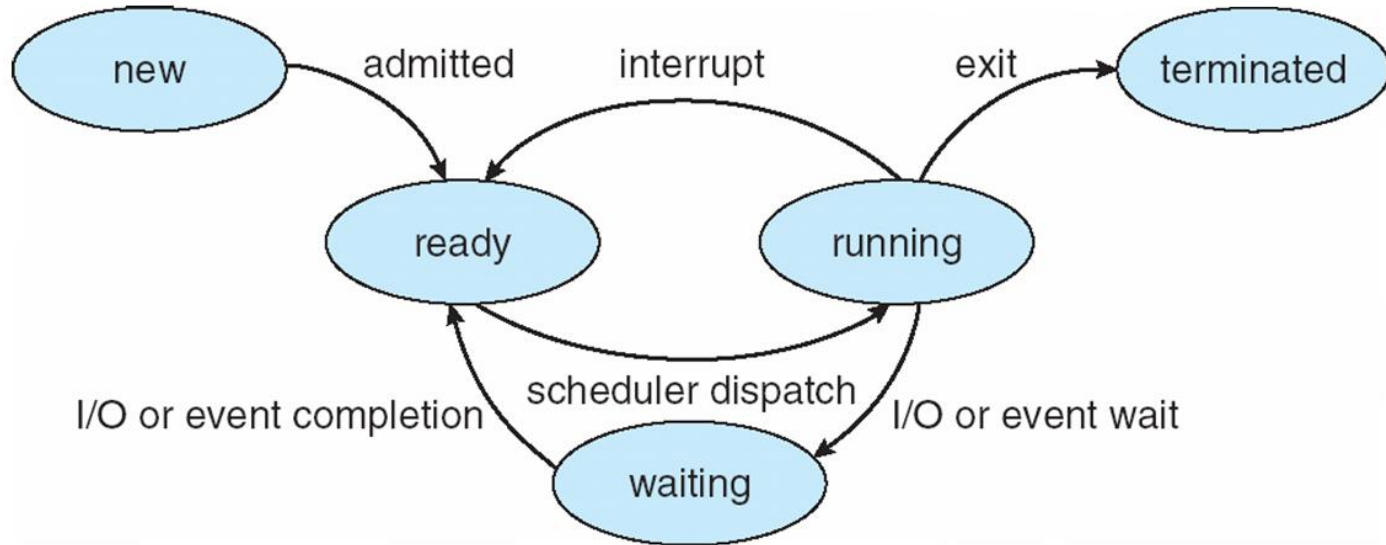 new
admitted
interrupt
exit
terminated
ready
running
scheduler dispatch
I/O or event completion
I/O or event wait
waiting